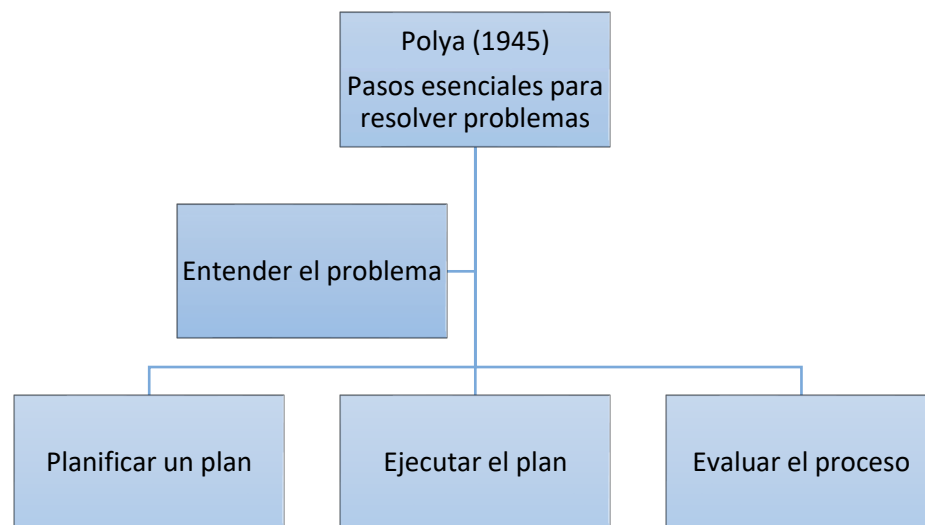 Polya (1945)
Pasos esenciales para
resolver problemas
Entender el problema
Planificar un plan
Ejecutar el plan
Evaluar el proceso